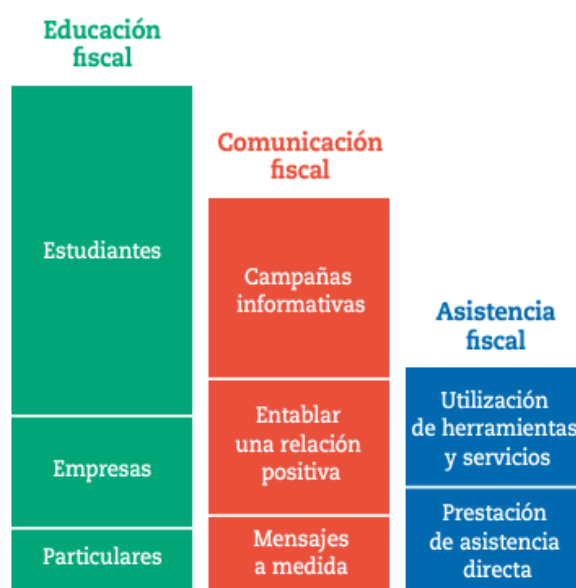 Educación
fiscal
Estudiantes
Empresas
Particulares
Comunicación
fiscal
Campañas
informativas
Entablar
una relación
positiva
Mensajes
a medida
Asistencia
fiscal
Utilización
de herramientas
y servicios
Prestación
de asistencia
directa